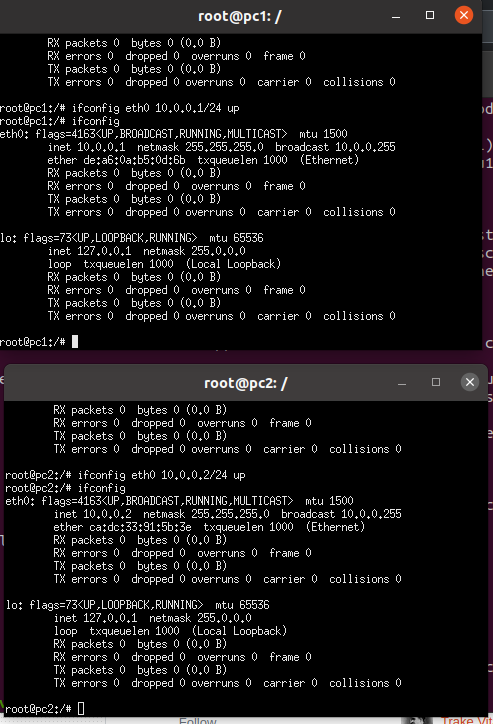 root@pc1: /
RX packets 0  bytes 0 (0.0 B)
RX errors 0  dropped 0  overruns 0  frame 0
TX packets 0  bytes 0 (0.0 B)
TX errors 0  dropped 0 overruns 0  carrier 0  collisions 0
root@pc1:/# ifconfig eth0 10.0.0.1/24 up
root@pc1:/# ifconfig
eth0: flags=4163<UP,BROADCAST,RUNNING,MULTICAST>  mtu 1500
inet 10.0.0.1  netmask 255.255.255.0  broadcast 10.0.0.255
ether de:a6:0a:b5:0d:6b  txqueuelen 1000  (Ethernet)
RX packets 0  bytes 0 (0.0 B)
RX errors 0  dropped 0  overruns 0  frame 0
TX packets 0  bytes 0 (0.0 B)
TX errors 0  dropped 0 overruns 0  carrier 0  collisions 0
lo: flags=73<UP,LOOPBACK,RUNNING>  mtu 65536
inet 127.0.0.1  netmask 255.0.0.0
loop  txqueuelen 1000  (Local Loopback)
RX packets 0  bytes 0 (0.0 B)
RX errors 0  dropped 0  overruns 0  frame 0
TX packets 0  bytes 0 (0.0 B)
TX errors 0  dropped 0 overruns 0  carrier 0  collisions 0
root@pc1:/#
root@pc2: /
RX packets 0  bytes 0 (0.0 B)
RX errors 0  dropped 0  overruns 0  frame 0
TX packets 0  bytes 0 (0.0 B)
TX errors 0  dropped 0 overruns 0  carrier 0  collisions 0
root@pc2:/# ifconfig eth0 10.0.0.2/24 up
root@pc2:/# ifconfig
eth0: flags=4163<UP,BROADCAST,RUNNING,MULTICAST>  mtu 1500
inet 10.0.0.2  netmask 255.255.255.0  broadcast 10.0.0.255
ether ca:dc:33:91:5b:3e  txqueuelen 1000  (Ethernet)
RX packets 0  bytes 0 (0.0 B)
RX errors 0  dropped 0  overruns 0  frame 0
TX packets 0  bytes 0 (0.0 B)
TX errors 0  dropped 0 overruns 0  carrier 0  collisions 0
lo: flags=73<UP,LOOPBACK,RUNNING>  mtu 65536
inet 127.0.0.1  netmask 255.0.0.0
loop  txqueuelen 1000  (Local Loopback)
RX packets 0  bytes 0 (0.0 B)
RX errors 0  dropped 0  overruns 0  frame 0
TX packets 0  bytes 0 (0.0 B)
TX errors 0  dropped 0 overruns 0  carrier 0  collisions 0
root@pc2:/#
Follow
Trake Vit